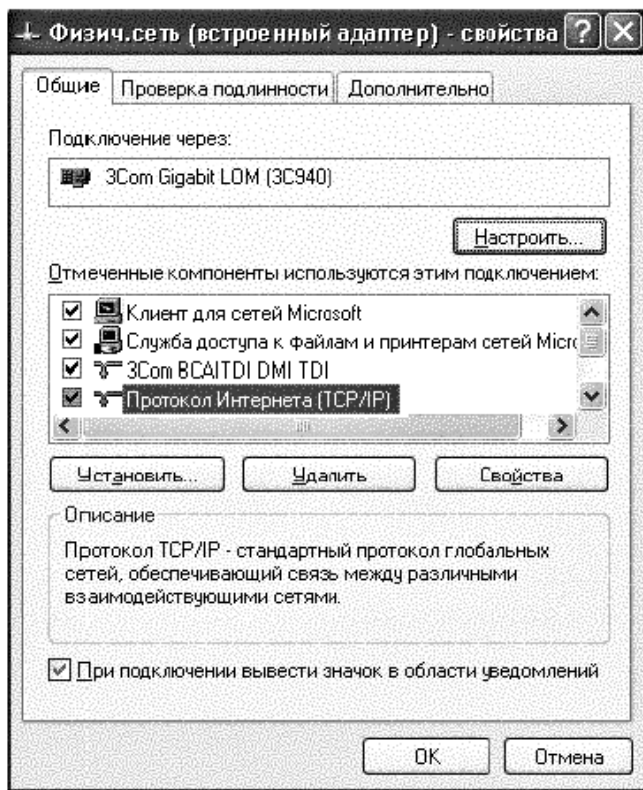 Физич.сеть (встроенный адаптер) - свойства
Общие Проверка подлинности Дополнительно
Подключение через:
3Com Gigabit LOM (3C940)
Настроить...
Отмеченные компоненты используются этим подключением:
Клиент для сетей Microsoft
Служба доступа к файлам и принтерам сетей Micro
3Com BCAITDI DMI TDI
Протокол Интернета (TCP/IP)
Установить... Удалить Свойства
Описание
Протокол TCP/IP - стандартный протокол глобальных
сетей, обеспечивающий связь между различными
взаимодействующими сетями.
При подключении вывести значок в области уведомлений
OK Отмена